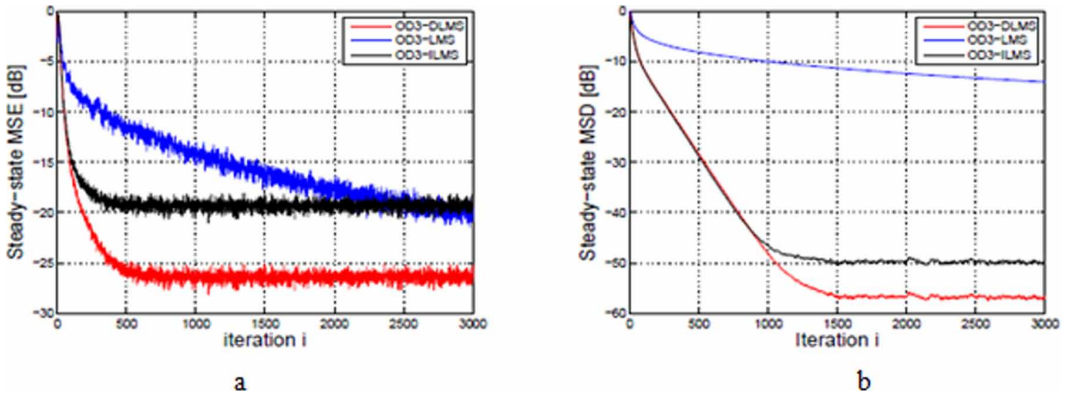 OD3-DLMS
OD3-LMS
OD3-ILMS
Steady-state MSE [dB]
0
-5
-10
-15
-20
-25
-30
0 500 1000 1500 2000 2500 3000
iteration i
a
OD3-DLMS
OD3-LMS
OD3-ILMS
Steady-state MSD [dB]
0
-10
-20
-30
-40
-50
-60
0 500 1000 1500 2000 2500 3000
Iteration i
b